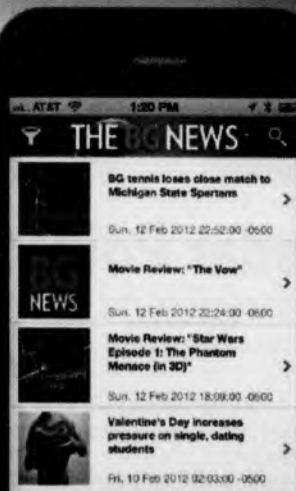 AT&T 1:20 PM
THE BG NEWS
BG tennis loses close match to
Michigan State Spartans
Sun, 12 Feb 2012 22:52:00 -0500
BG
NEWS
Movie Review: "The Vow"
Sun, 12 Feb 2012 22:24:00 -0500
Movie Review: "Star Wars
Episode 1: The Phantom
Menace (in 3D)"
Sun, 12 Feb 2012 18:09:00 -0500
Valentine's Day increases
pressure on single, dating
students
Fri, 10 Feb 2012 02:03:00 -0500